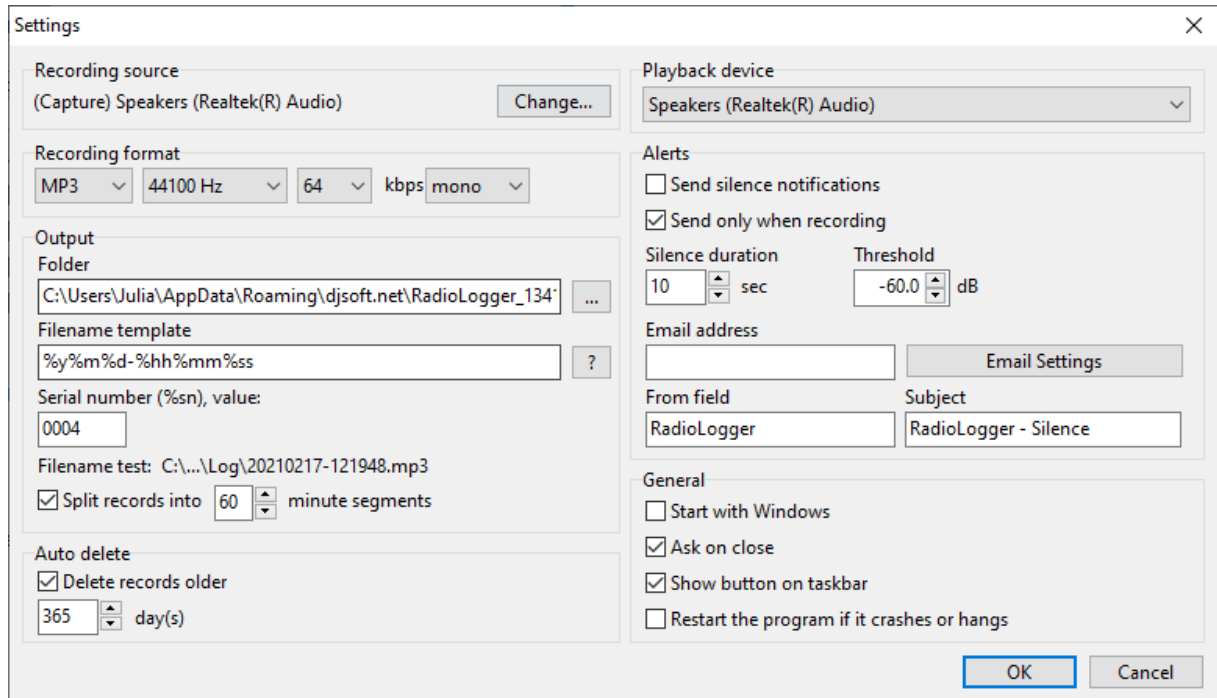 Settings
Recording source
(Capture) Speakers (Realtek(R) Audio)
Change...
Recording format
MP3 44100 Hz 64 kbps mono
Output
Folder
C:\Users\Julia\AppData\Roaming\djsoft.net\RadioLogger_134 ...
Filename template
%y%m%d-%hh%mm%ss ?
Serial number (%sn), value:
0004
Filename test: C:\...\Log\20210217-121948.mp3
Split records into 60 minute segments
Auto delete
Delete records older
365 day(s)
Playback device
Speakers (Realtek(R) Audio)
Alerts
Send silence notifications
Send only when recording
Silence duration Threshold
10 sec -60.0 dB
Email address
Email Settings
From field Subject
RadioLogger RadioLogger - Silence
General
Start with Windows
Ask on close
Show button on taskbar
Restart the program if it crashes or hangs
OK Cancel